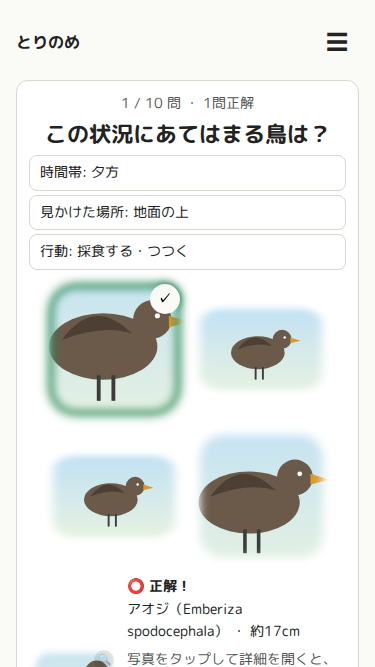 とりのめ
1 / 10 問 · 1問正解
この状況にあてはまる鳥は？
時間帯: 夕方
見かけた場所: 地面の上
行動: 採食する・つつく
⭕ 正解！
アオジ（Emberiza
spodocephala） · 約17cm
写真をタップして詳細を開くと、